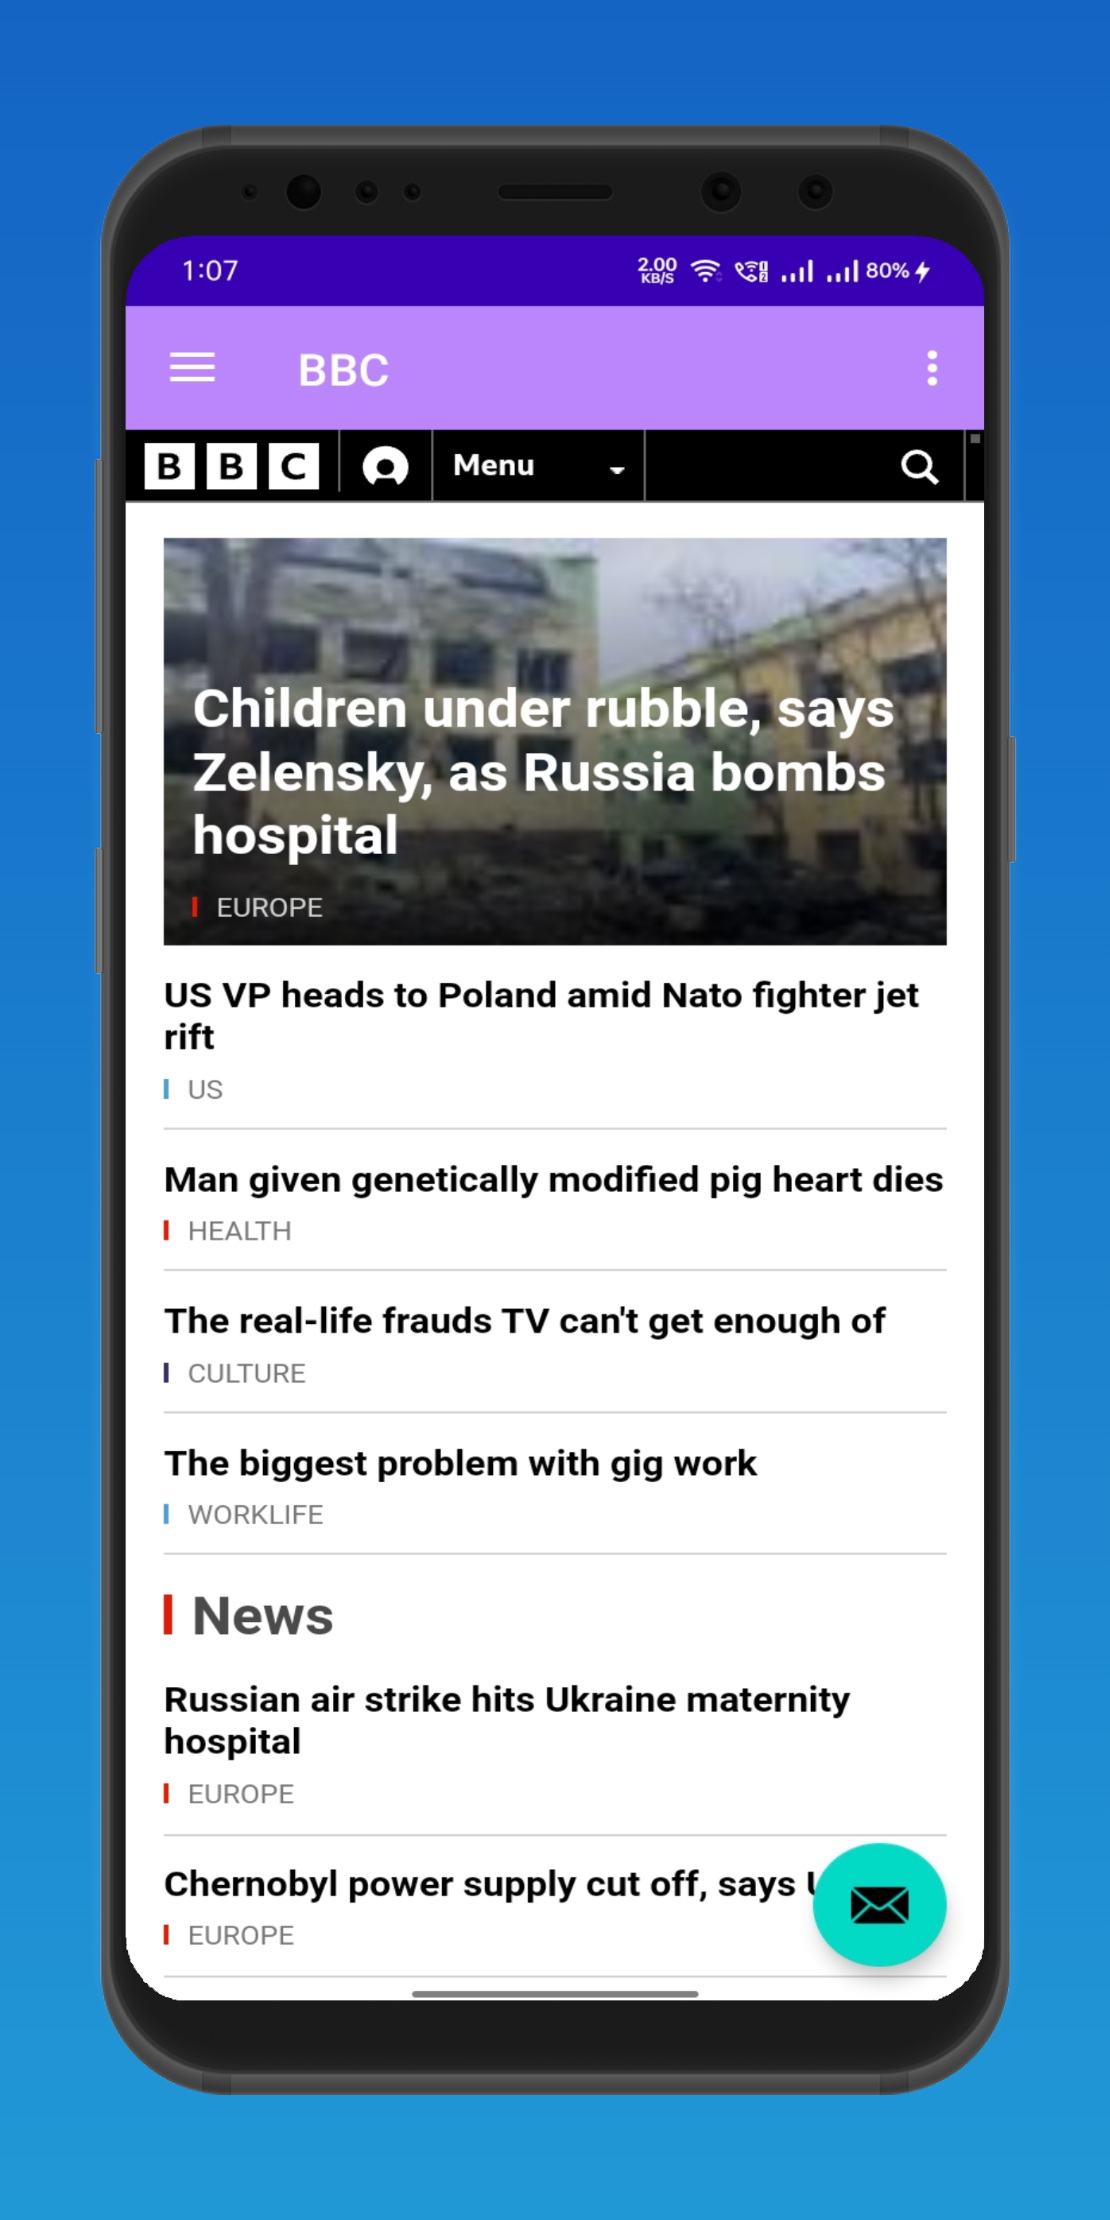 1:07 2.00 KB/S 80%
BBC
BBC Menu
Children under rubble, says
Zelensky, as Russia bombs
hospital
EUROPE
US VP heads to Poland amid Nato fighter jet
rift
US
Man given genetically modified pig heart dies
HEALTH
The real-life frauds TV can't get enough of
CULTURE
The biggest problem with gig work
WORKLIFE
News
Russian air strike hits Ukraine maternity
hospital
EUROPE
Chernobyl power supply cut off, says
EUROPE